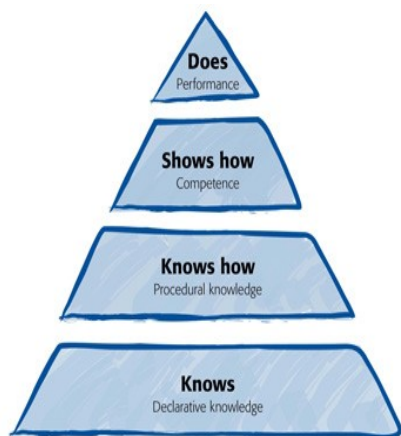 Does
Performance
Shows how
Competence
Knows how
Procedural knowledge
Knows
Declarative knowledge